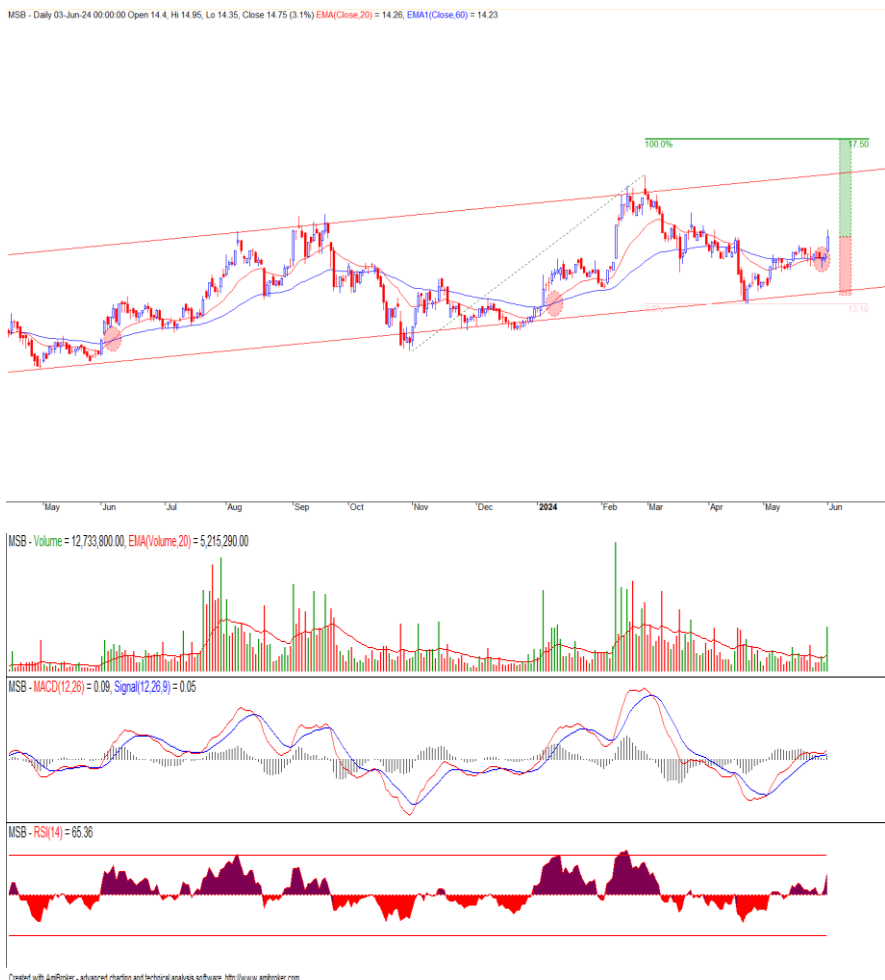 MSB - Daily 03-Jun-24 00:00:00 Open 14.4, Hi 14.95, Lo 14.35, Close 14.75 (3.1%) EMA(Close,20) = 14.26, EMA1(Close,60) = 14.23
100.0% 17.50
13.10
May Jun Jul Aug Sep Oct Nov Dec 2024 Feb Mar Apr May Jun
MSB - Volume = 12,733,800.00, EMA(Volume,20) = 5,215,290.00
MSB - MACD(12,26) = 0.09, Signal(12,26,9) = 0.05
MSB - RSI(14) = 65.36
Created with AmiBroker - advanced charting and technical analysis software. http://www.amibroker.com